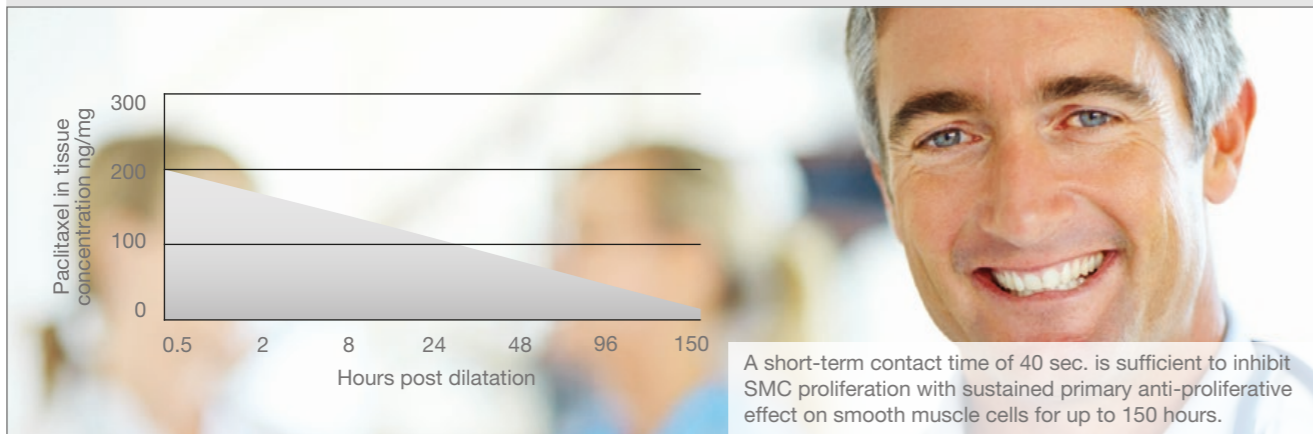 Paclitaxel in tissue
concentration ng/mg
300
200
100
0
0.5 2 8 24 48 96 150
Hours post dilatation
A short-term contact time of 40 sec. is sufficient to inhibit
SMC proliferation with sustained primary anti-proliferative
effect on smooth muscle cells for up to 150 hours.